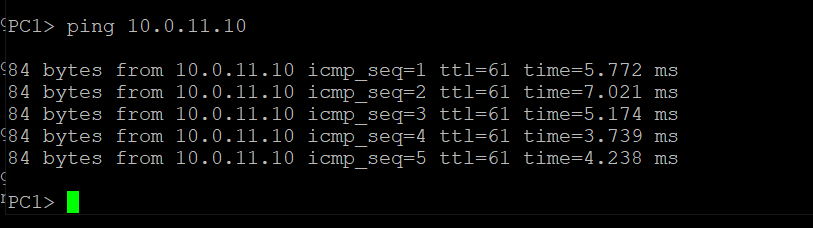 PC1> ping 10.0.11.10
84 bytes from 10.0.11.10 icmp_seq=1 ttl=61 time=5.772 ms
84 bytes from 10.0.11.10 icmp_seq=2 ttl=61 time=7.021 ms
84 bytes from 10.0.11.10 icmp_seq=3 ttl=61 time=5.174 ms
84 bytes from 10.0.11.10 icmp_seq=4 ttl=61 time=3.739 ms
84 bytes from 10.0.11.10 icmp_seq=5 ttl=61 time=4.238 ms
PC1>